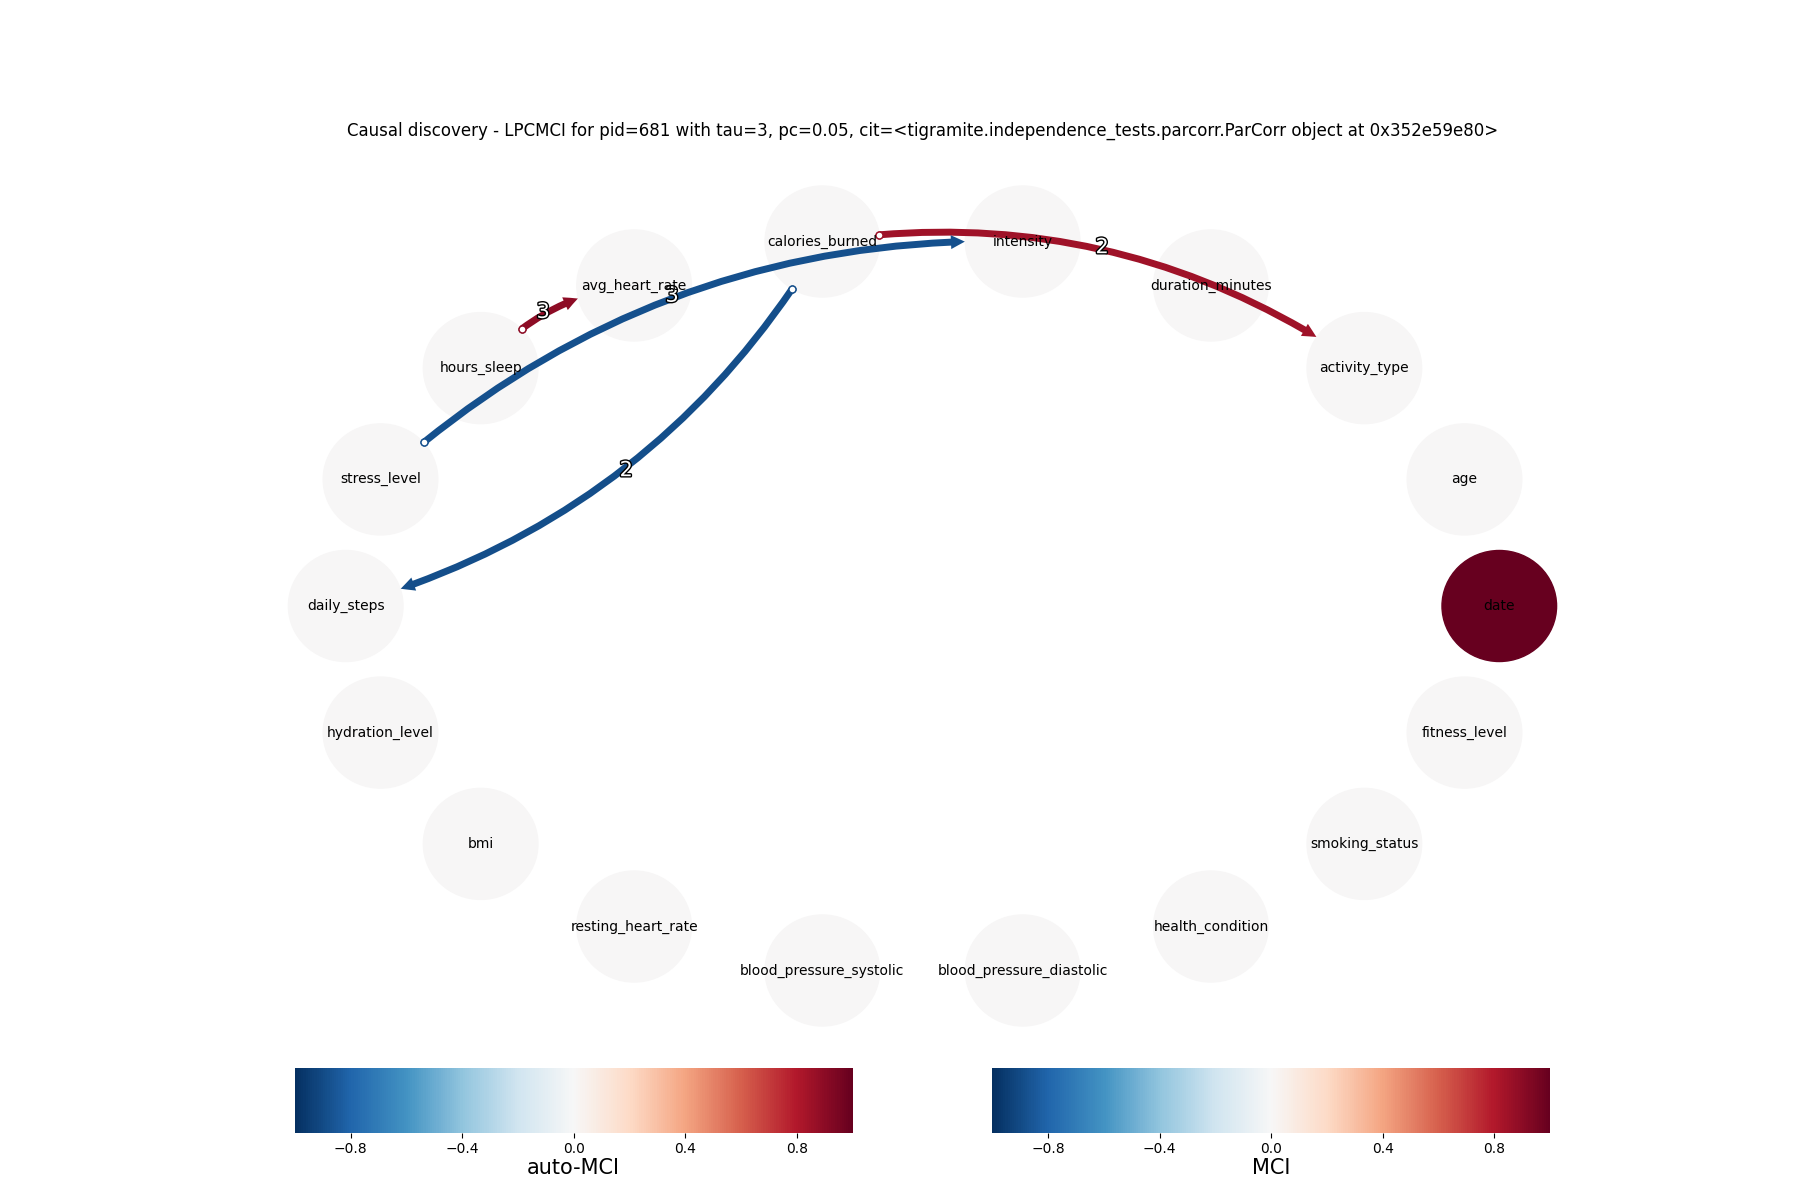 Causal discovery - LPCMCI for pid=681 with tau=3, pc=0.05, cit=<tigramite.independence_tests.parcorr.ParCorr object at 0x352e59e80>
calories_burned
intensity
2
avg_heart_rate
duration_minutes
3
3
hours_sleep
activity_type
stress_level
age
2
daily_steps
date
hydration_level
fitness_level
bmi
smoking_status
resting_heart_rate
health_condition
blood_pressure_systolic
blood_pressure_diastolic
−0.8 −0.4 0.0 0.4 0.8
auto-MCI
−0.8 −0.4 0.0 0.4 0.8
MCI